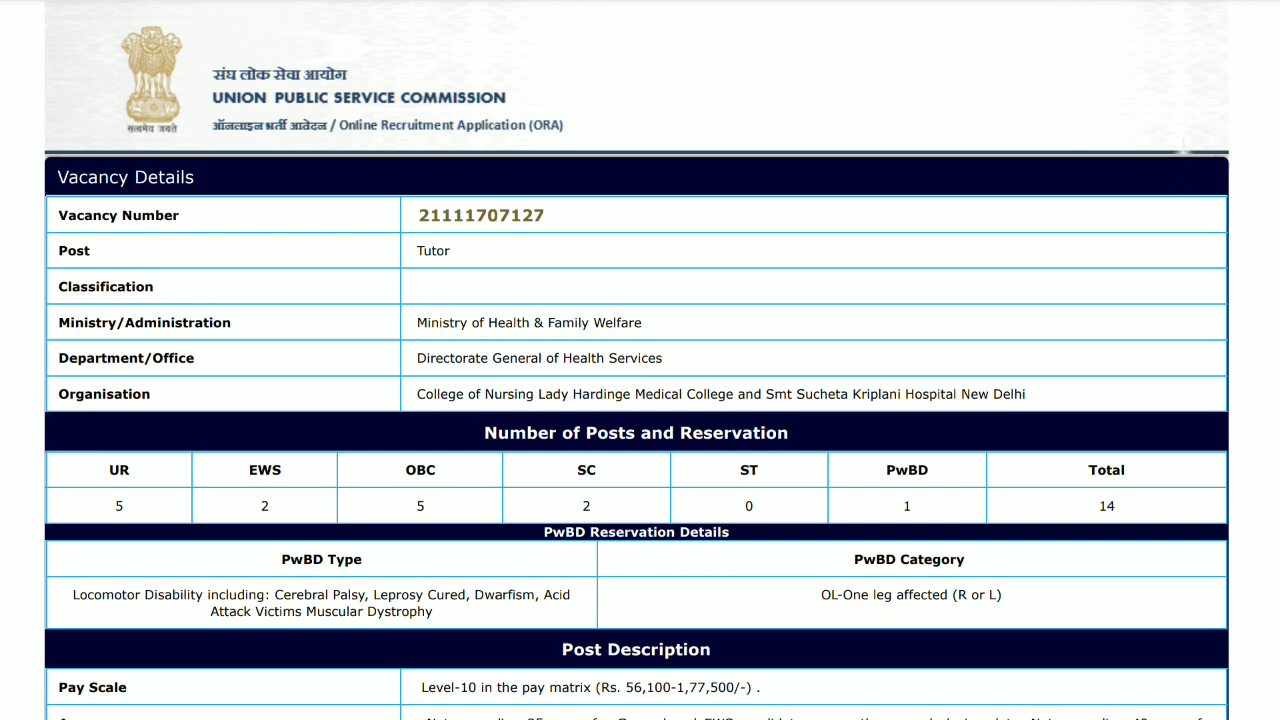 संघ लोक सेवा आयोग
UNION PUBLIC SERVICE COMMISSION
ऑनलाइन भर्ती आवेदन / Online Recruitment Application (ORA)
सत्यमेव जयते
Vacancy Details
Vacancy Number 21111707127
Post Tutor
Classification
Ministry/Administration Ministry of Health & Family Welfare
Department/Office Directorate General of Health Services
Organisation College of Nursing Lady Hardinge Medical College and Smt Sucheta Kriplani Hospital New Delhi
Number of Posts and Reservation
UR EWS OBC SC ST PwBD Total
5 2 5 2 0 1 14
PwBD Reservation Details
PwBD Type PwBD Category
Locomotor Disability including: Cerebral Palsy, Leprosy Cured, Dwarfism, Acid OL-One leg affected (R or L)
Attack Victims Muscular Dystrophy
Post Description
Pay Scale Level-10 in the pay matrix (Rs. 56,100-1,77,500/-) .